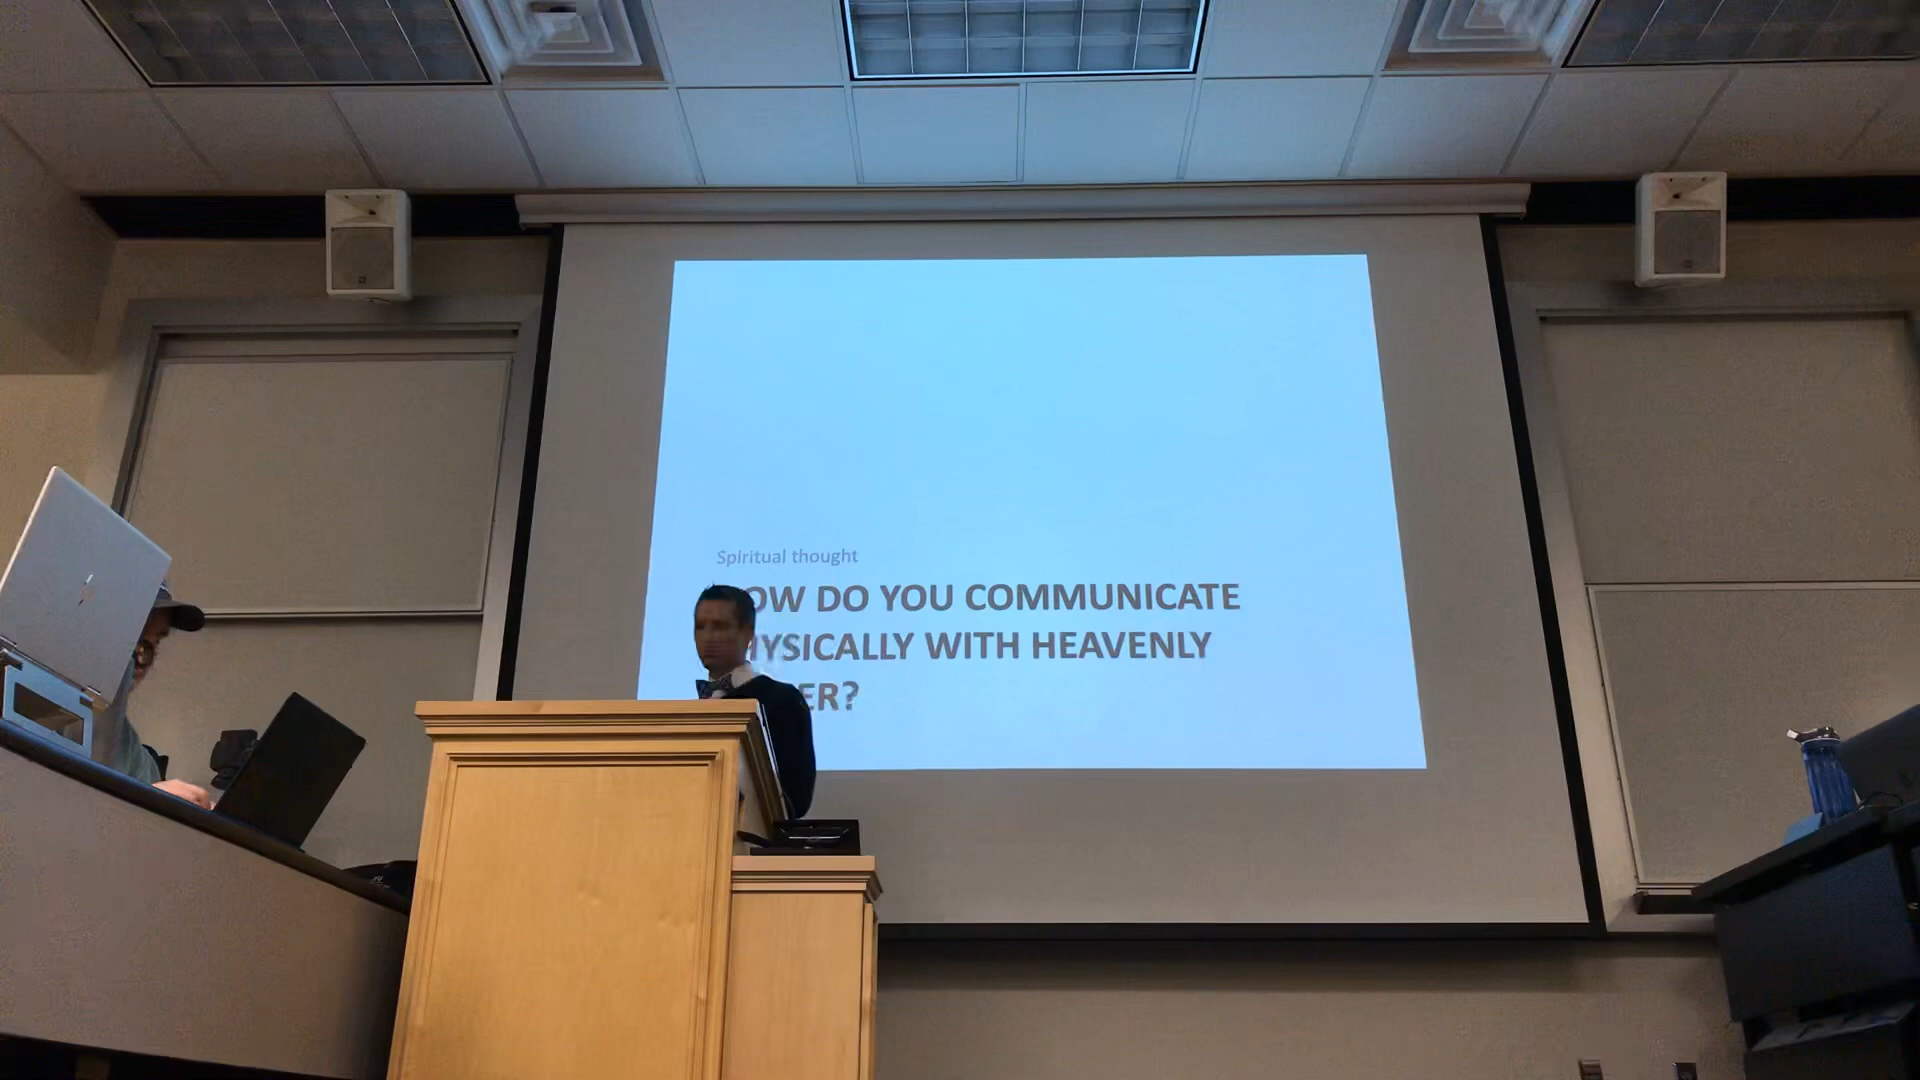 Spiritual thought
OW DO YOU COMMUNICATE
HYSICALLY WITH HEAVENLY
ER?